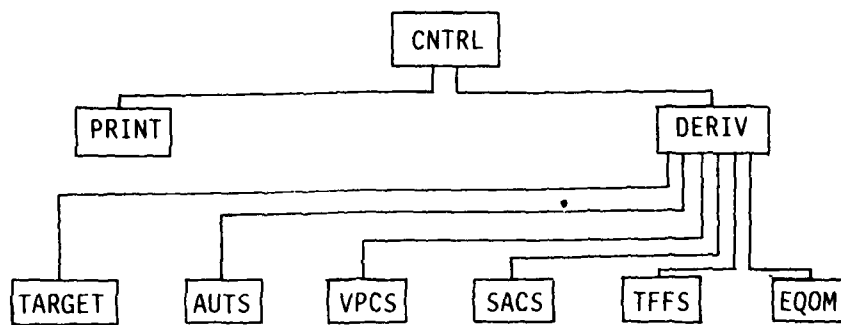 CNTRL
PRINT
DERIV
TARGET
AUTS
VPCS
SACS
TFFS
EQOM